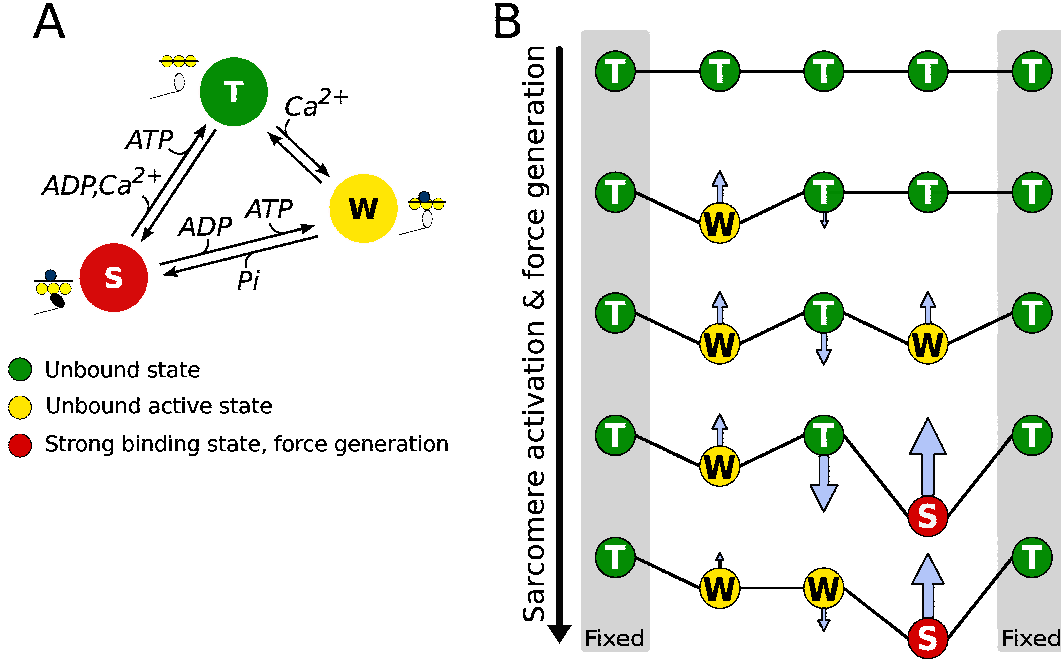 A
T
Ca2+
ATP
ADP,Ca2+
W
ATP
ADP
S
Pi
Unbound state
Unbound active state
Strong binding state, force generation
B
Sarcomere activation & force generation
T T T T T
T W T T T
T W T W T
T W T S T
T W W S T
Fixed Fixed